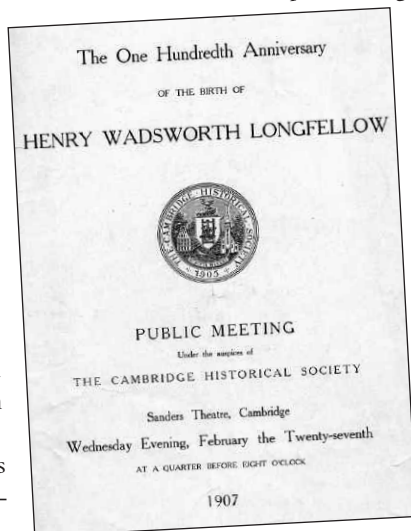 The One Hundredth Anniversary
OF THE BIRTH OF
HENRY WADSWORTH LONGFELLOW
THE CAMBRIDGE HISTORICAL SOCIETY
1905
PUBLIC MEETING
Under the auspices of
THE CAMBRIDGE HISTORICAL SOCIETY
Sanders Theatre, Cambridge
Wednesday Evening, February the Twenty-seventh
AT A QUARTER BEFORE EIGHT O'CLOCK
1907